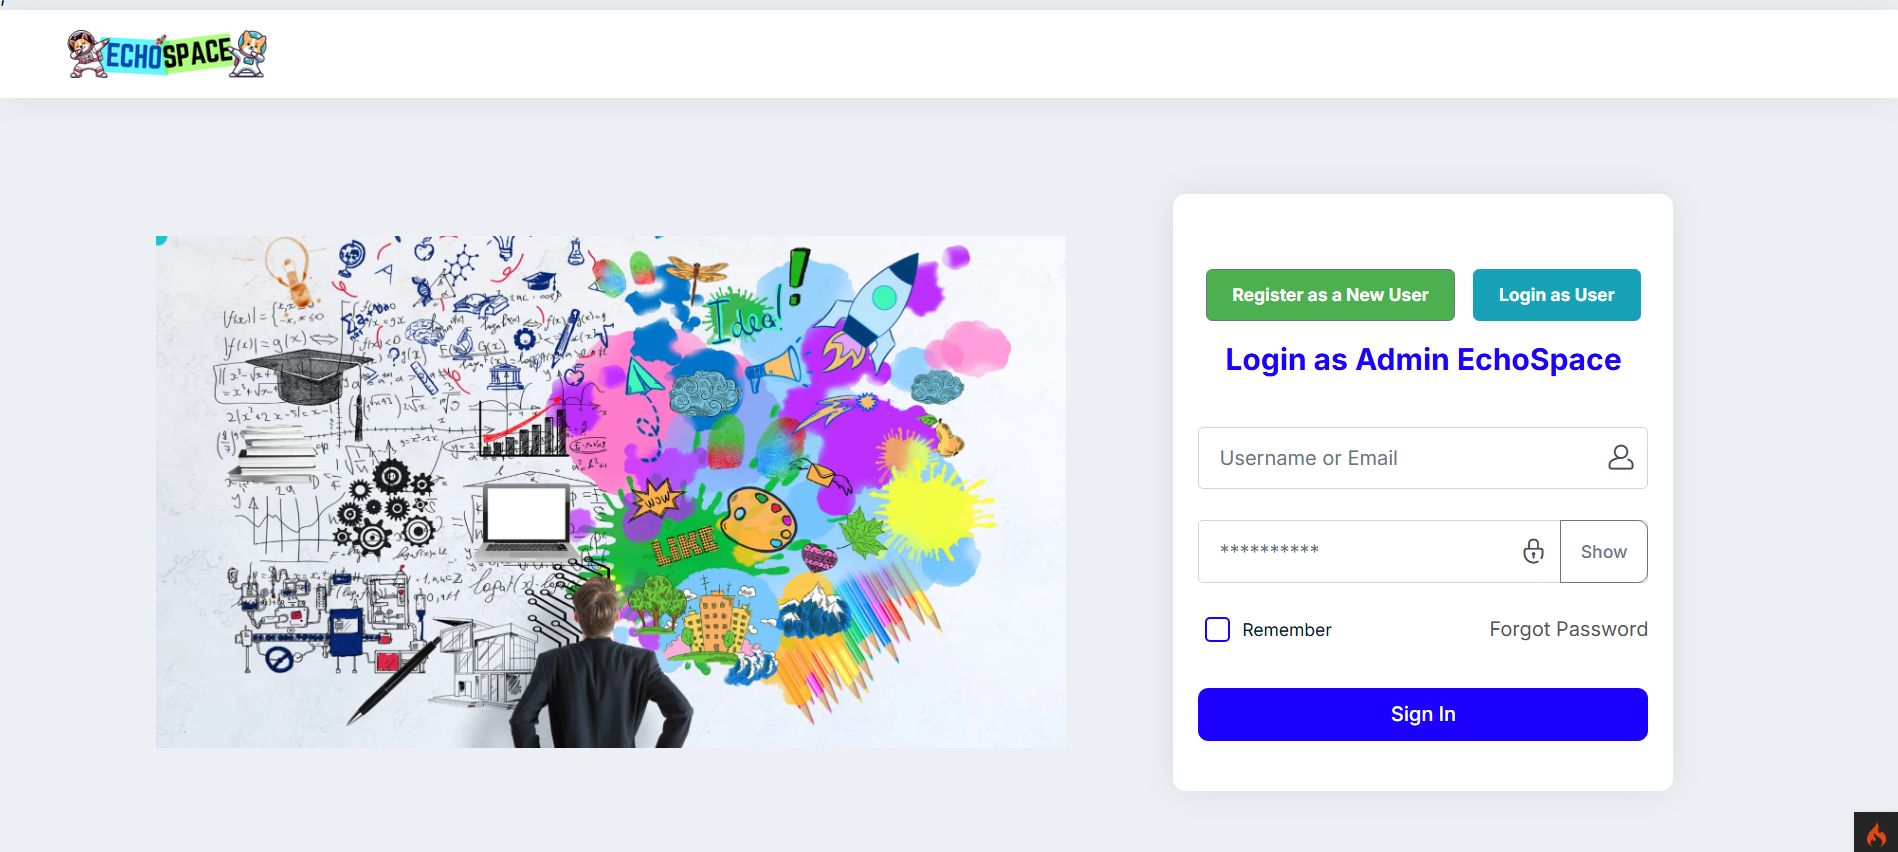 ,
ECHOSPACE
Register as a New User
Login as User
Login as Admin EchoSpace
Username or Email
**********
Show
Remember
Forgot Password
Sign In
Idea!
WOW
LIKE